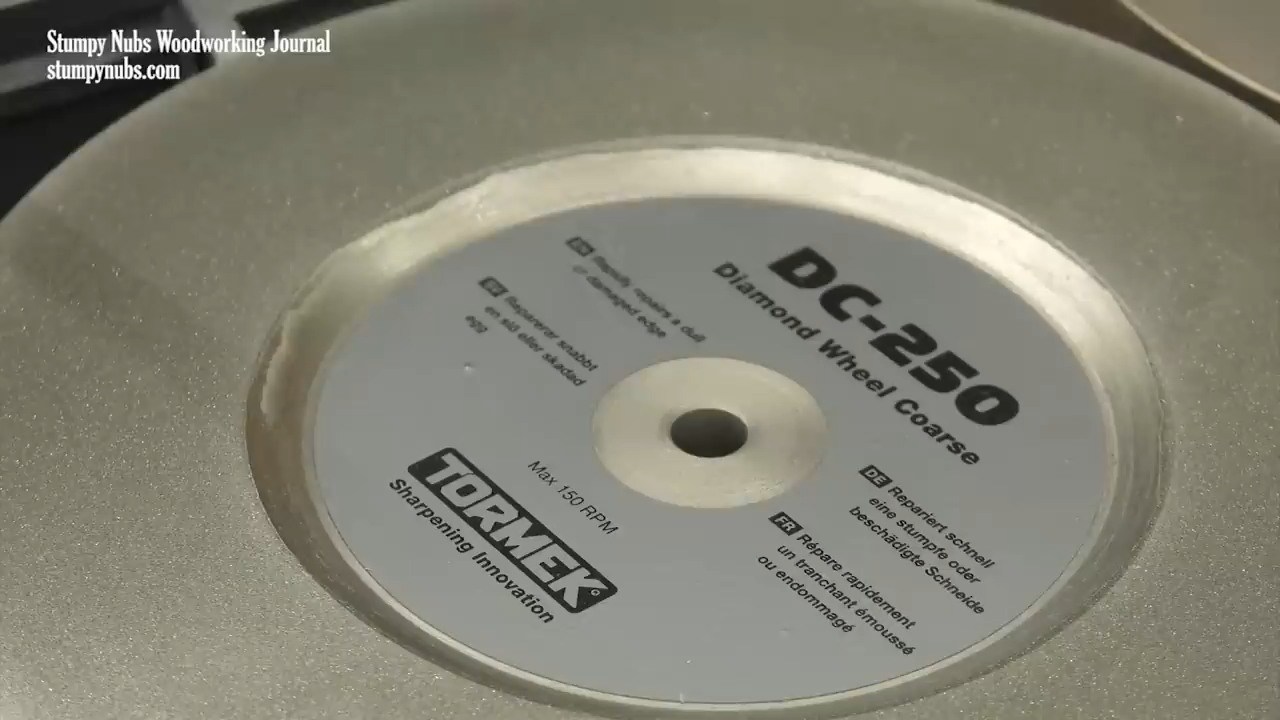 Stumpy Nubs Woodworking Journal
stumpynubs.com
DC-250
Diamond Wheel Coarse
EN Rapidly repairs a dull
or damaged edge
SV Reparerar snabbt
en slö eller skadad
egg
Max 150 RPM
TORMEK
Sharpening Innovation
DE Repariert schnell
eine stumpfe oder
beschädigte Schneide
FR Répare rapidement
un tranchant émoussé
ou endommagé